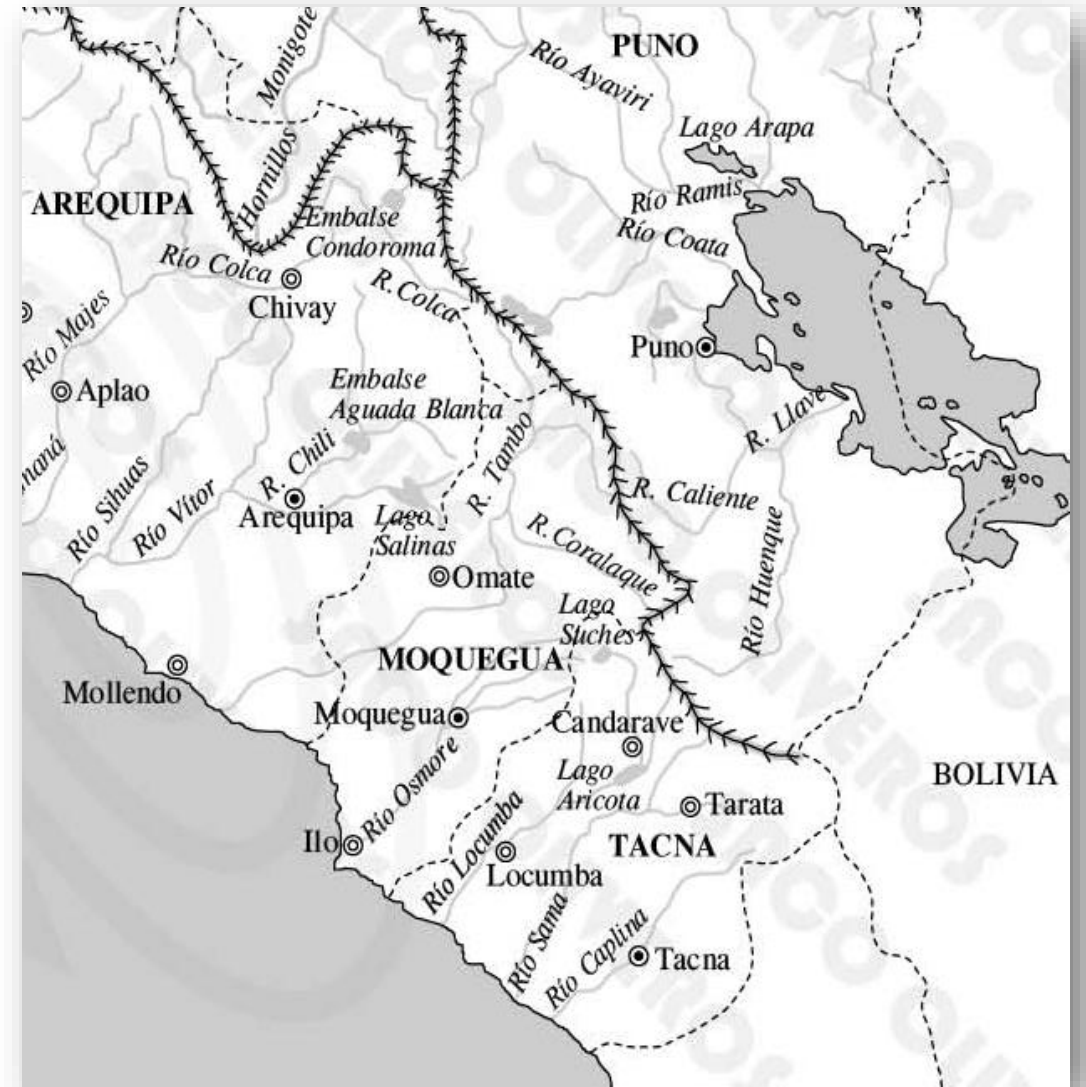 PUNO
Río Ayaviri
Monigote
Lago Arapa
Hornillos
AREQUIPA
Río Ramis
Embalse
Condoroma
Río Coata
Río Colca
R. Colca
Chivay
Río Majes
Puno
Aplao
Embalse
Aguada Blanca
R. Llave
R. Tambo
R. Chili
Río Sihuas
Río Vítor
R. Caliente
Arequipa
Lago
Salinas
R. Coralaque
Río Huenque
Omate
Lago
Suches
MOQUEGUA
Mollendo
Moquegua
Candarave
Río Osmore
Lago
Aricota
BOLIVIA
Tarata
Ilo
Río Locumba
TACNA
Locumba
Río Sama
Río Caplina
Tacna
OLIVEROS